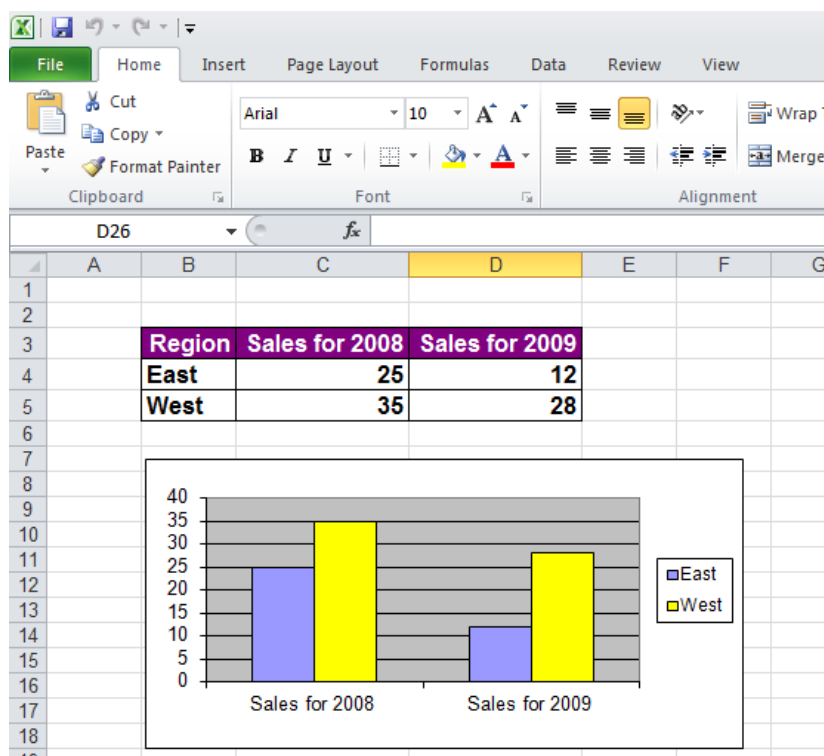 File Home Insert Page Layout Formulas Data Review View
Cut
Copy
Format Painter
Paste
Arial 10
B I U A
Wrap
Merge
Clipboard Font Alignment
D26 fx
A B C D E F G
1
2
3 Region Sales for 2008 Sales for 2009
4 East 25 12
5 West 35 28
6
7
8
9
10
11
12
13
14
15
16
17
18
40
35
30
25
20
15
10
5
0
Sales for 2008 Sales for 2009
East
West